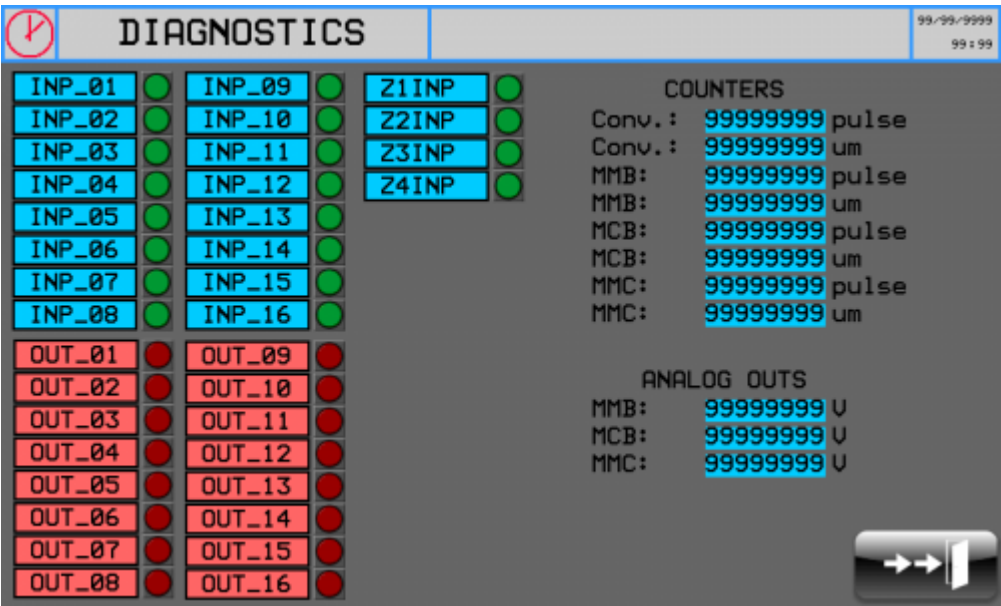 DIAGNOSTICS
99/99/9999
99:99
INP_01 INP_09 Z1INP
INP_02 INP_10 Z2INP
INP_03 INP_11 Z3INP
INP_04 INP_12 Z4INP
INP_05 INP_13
INP_06 INP_14
INP_07 INP_15
INP_08 INP_16
OUT_01 OUT_09
OUT_02 OUT_10
OUT_03 OUT_11
OUT_04 OUT_12
OUT_05 OUT_13
OUT_06 OUT_14
OUT_07 OUT_15
OUT_08 OUT_16
COUNTERS
Conv.: 99999999 pulse
Conv.: 99999999 um
MMB: 99999999 pulse
MMB: 99999999 um
MCB: 99999999 pulse
MCB: 99999999 um
MMC: 99999999 pulse
MMC: 99999999 um
ANALOG OUTS
MMB: 99999999 V
MCB: 99999999 V
MMC: 99999999 V